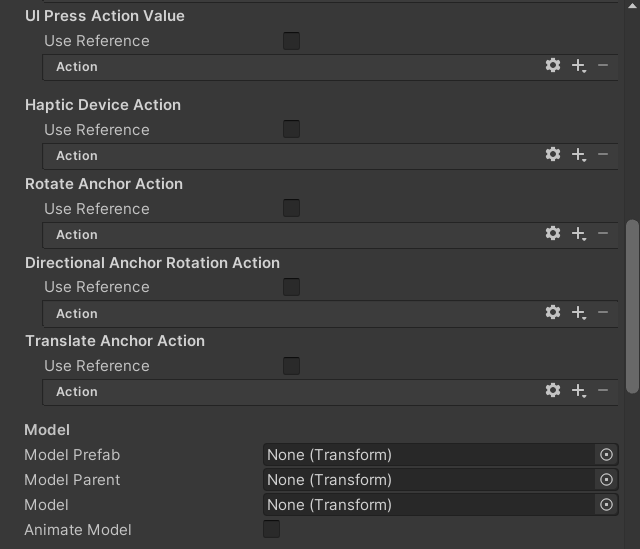 UI Press Action Value
Use Reference
Action
Haptic Device Action
Use Reference
Action
Rotate Anchor Action
Use Reference
Action
Directional Anchor Rotation Action
Use Reference
Action
Translate Anchor Action
Use Reference
Action
Model
Model Prefab None (Transform)
Model Parent None (Transform)
Model None (Transform)
Animate Model